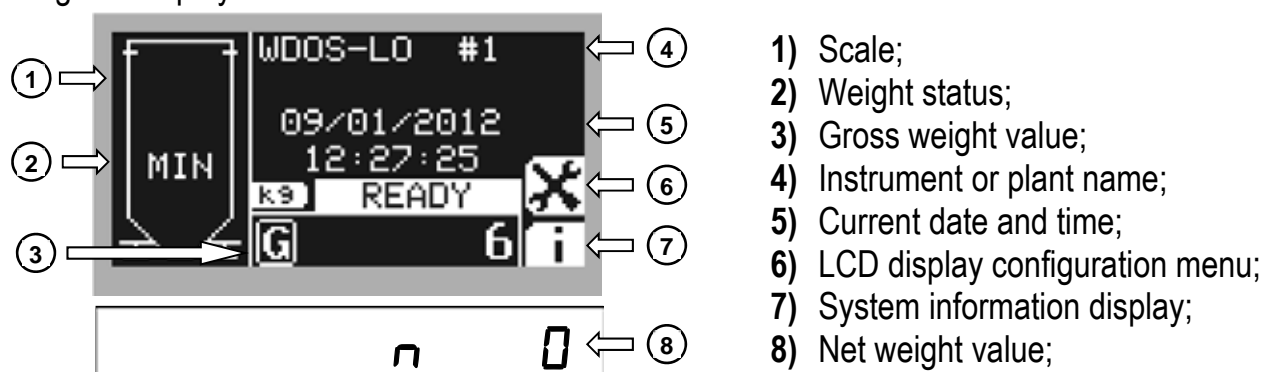 WDOS-LO #1
09/01/2012
12:27:25
MIN
kg READY
G 6
i
n 0
1
2
3
4
5
6
7
8
1) Scale;
2) Weight status;
3) Gross weight value;
4) Instrument or plant name;
5) Current date and time;
6) LCD display configuration menu;
7) System information display;
8) Net weight value;